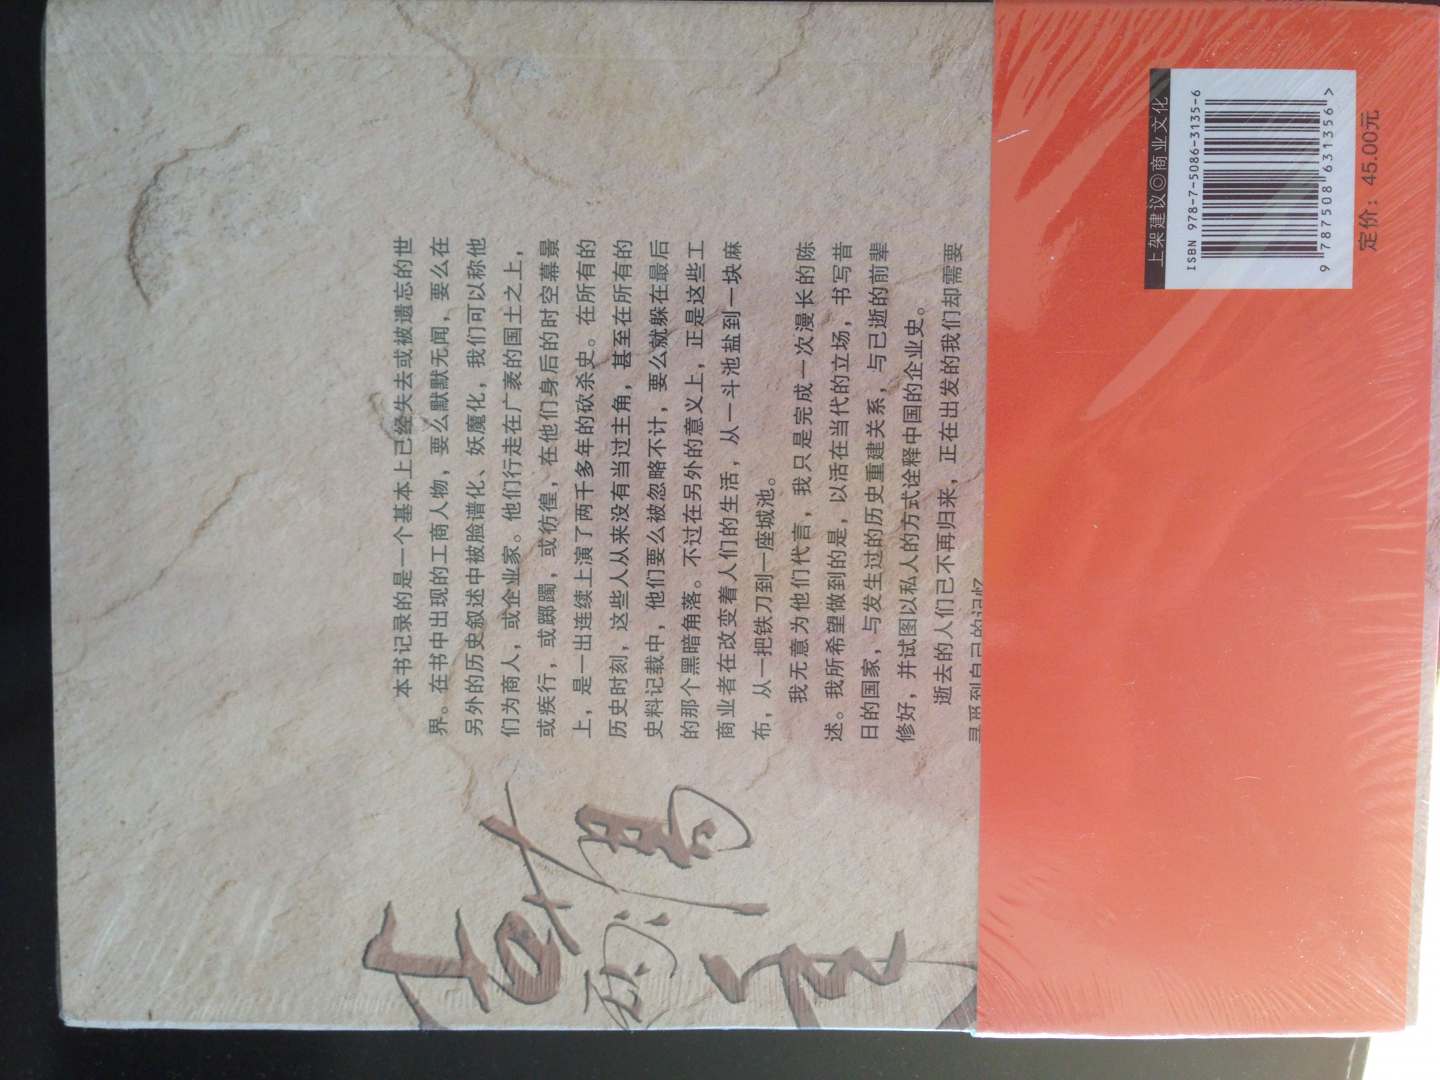 本书记录的是一个基本上已经失去或被遗忘的世
界。在书中出现的工商人物，要么默默无闻，要么在
另外的历史叙述中被脸谱化、妖魔化，我们可以称他
们为商人，或企业家。他们行走在广袤的国土之上，
或疾行，或踯躅，或彷徨，在他们身后的时空幕景
上，是一出连续上演了两千多年的砍杀史。在所有的
历史时刻，这些人从来没有当过主角，甚至在所有的
史料记载中，他们要么被忽略不计，要么就躲在最后
的那个黑暗角落。不过在另外的意义上，正是这些工
商业者在改变着人们的生活，从一斗池盐到一块麻
布，从一把铁刀到一座城池。
我无意为他们代言，我只是完成一次漫长的陈
述。我所希望做到的是，以活在当代的立场，书写昔
日的国家，与发生过的历史重建关系，与已逝的前辈
修好，并试图以私人的方式诠释中国的企业史。
逝去的人们已不再归来，正在出发的我们却需要
寻觅到自己的记忆
上架建议◎商业文化
ISBN 978-7-5086-3135-6
9 787508 631356 >
定价：45.00元